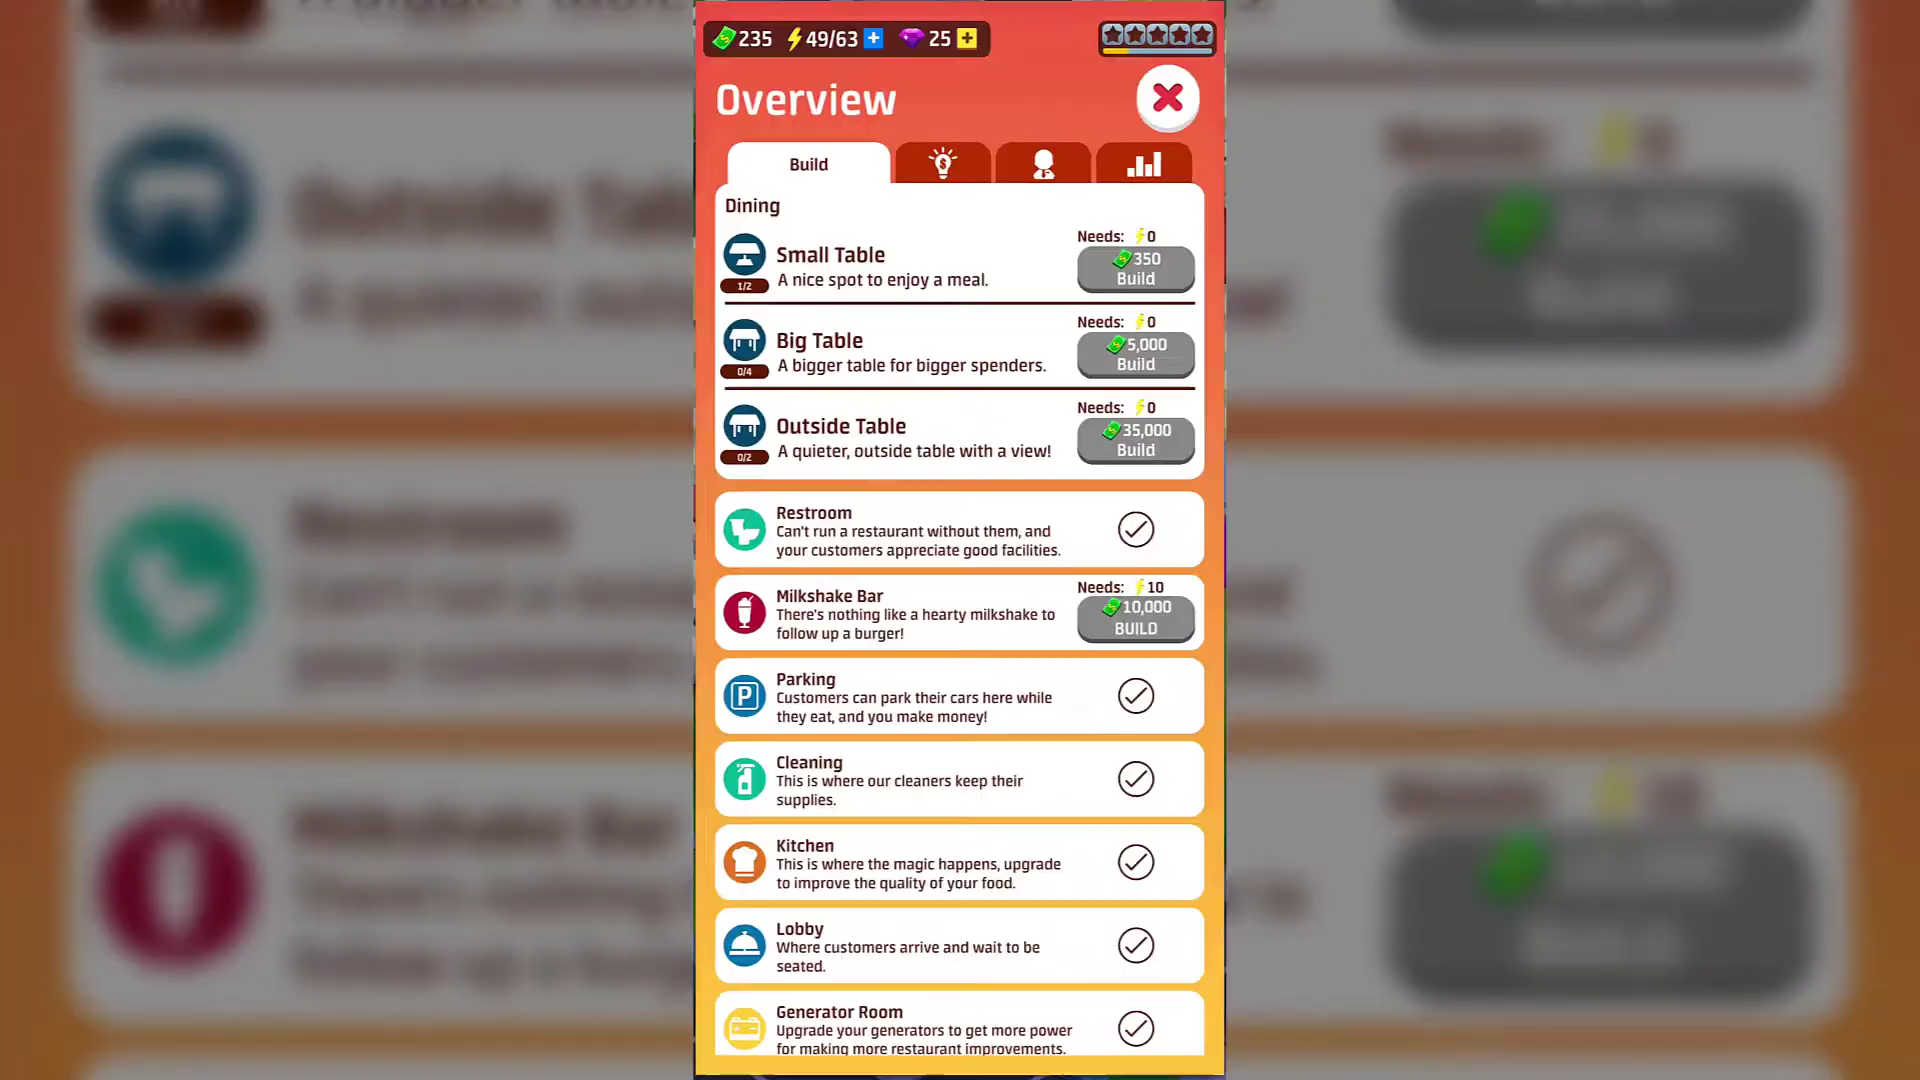 235 49/63 25
Overview
Build
Dining
Needs: 0
Small Table
350
A nice spot to enjoy a meal.
Build
1/2
Needs: 0
Big Table
5,000
A bigger table for bigger spenders.
Build
0/4
Needs: 0
Outside Table
35,000
A quieter, outside table with a view!
Build
0/2
Restroom
Can't run a restaurant without them, and
your customers appreciate good facilities.
Needs: 10
Milkshake Bar
10,000
There's nothing like a hearty milkshake to
BUILD
follow up a burger!
Parking
Customers can park their cars here while
they eat, and you make money!
Cleaning
This is where our cleaners keep their
supplies.
Kitchen
This is where the magic happens, upgrade
to improve the quality of your food.
Lobby
Where customers arrive and wait to be
seated.
Generator Room
Upgrade your generators to get more power
for making more restaurant improvements.